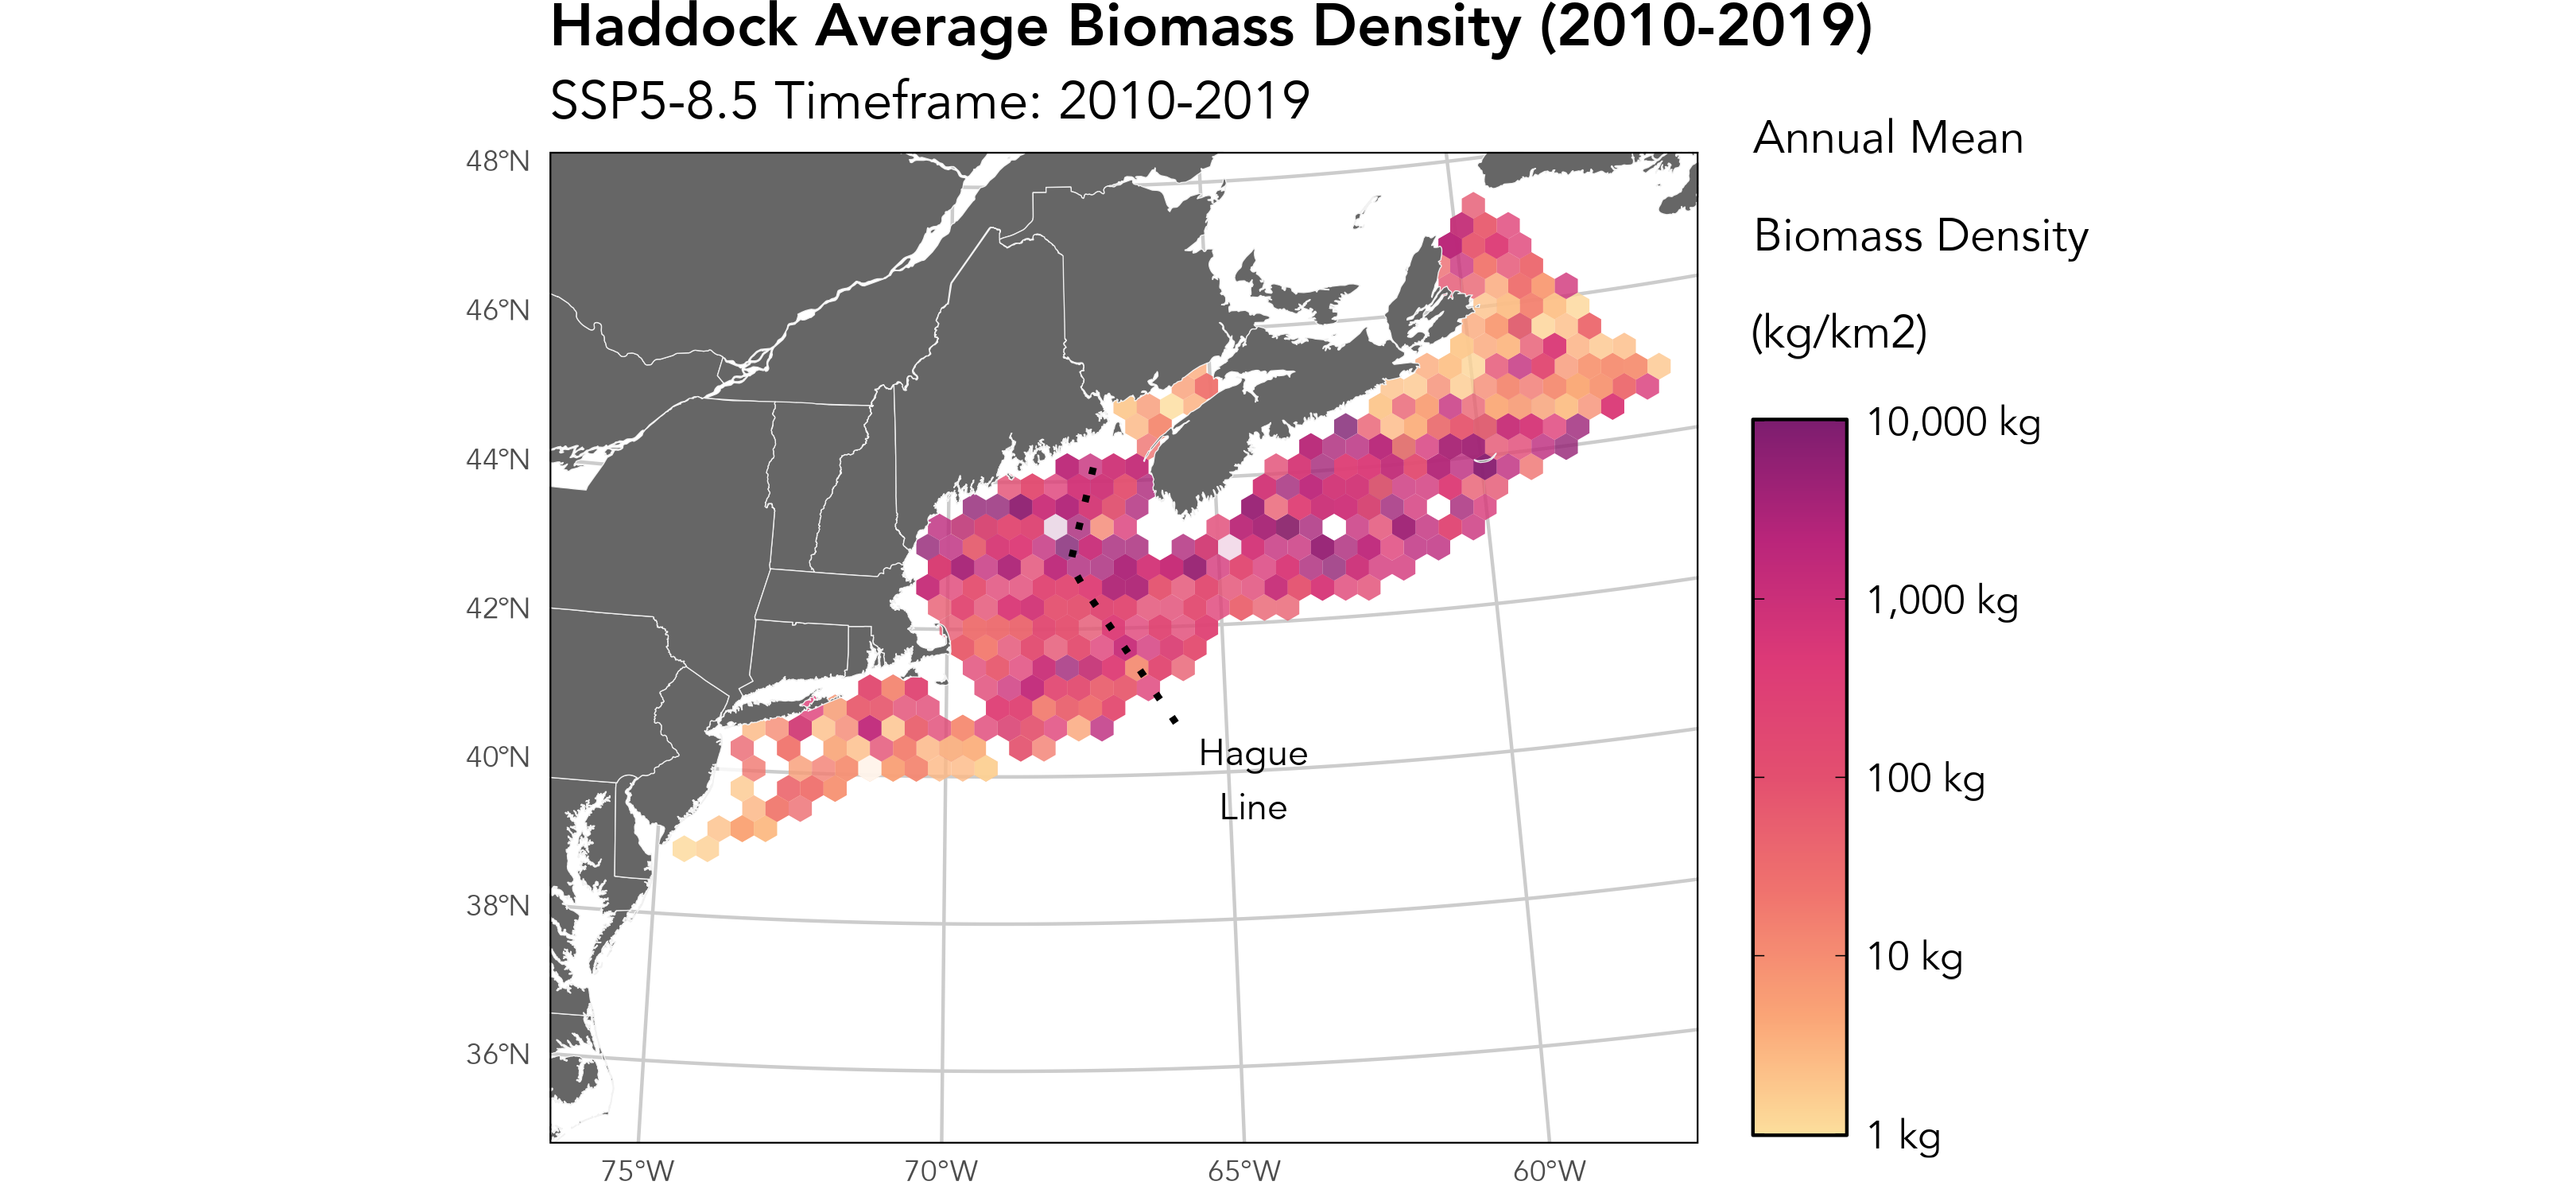 Haddock Average Biomass Density (2010-2019)
SSP5-8.5 Timeframe: 2010-2019
48°N
46°N
44°N
42°N
40°N
38°N
36°N
75°W
70°W
65°W
60°W
Hague
Line
Annual Mean
Biomass Density
(kg/km2)
10,000 kg
1,000 kg
100 kg
10 kg
1 kg